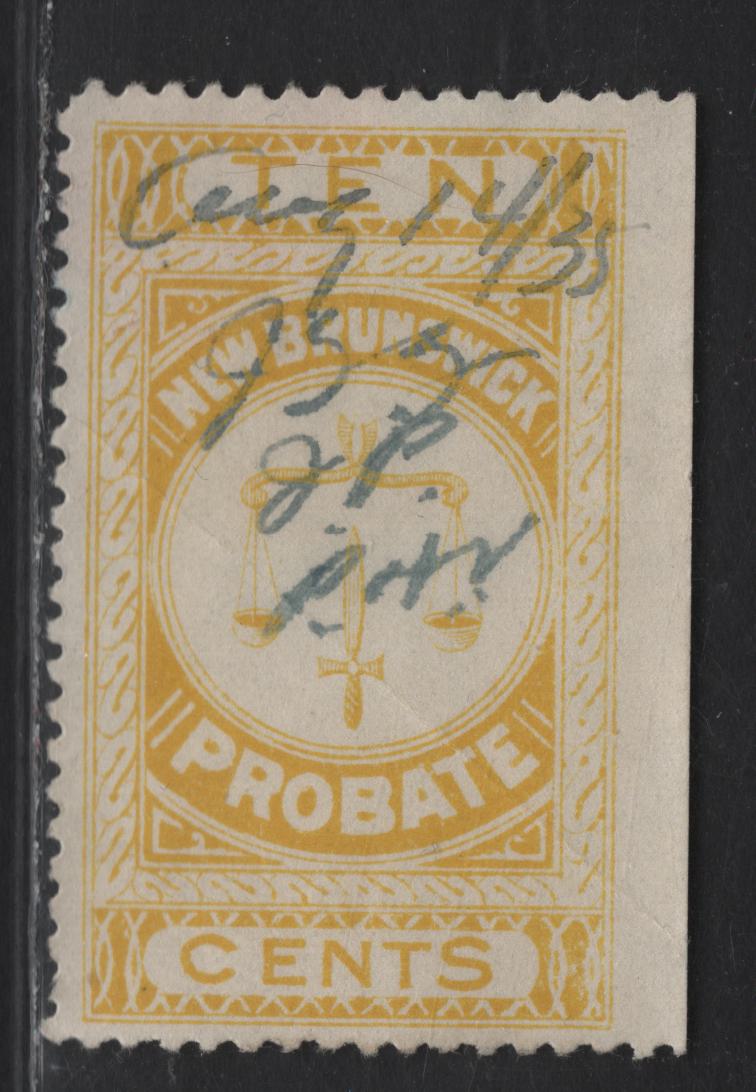 TEN
Aug 14/35
NEW BRUNSWICK
PROBATE
CENTS